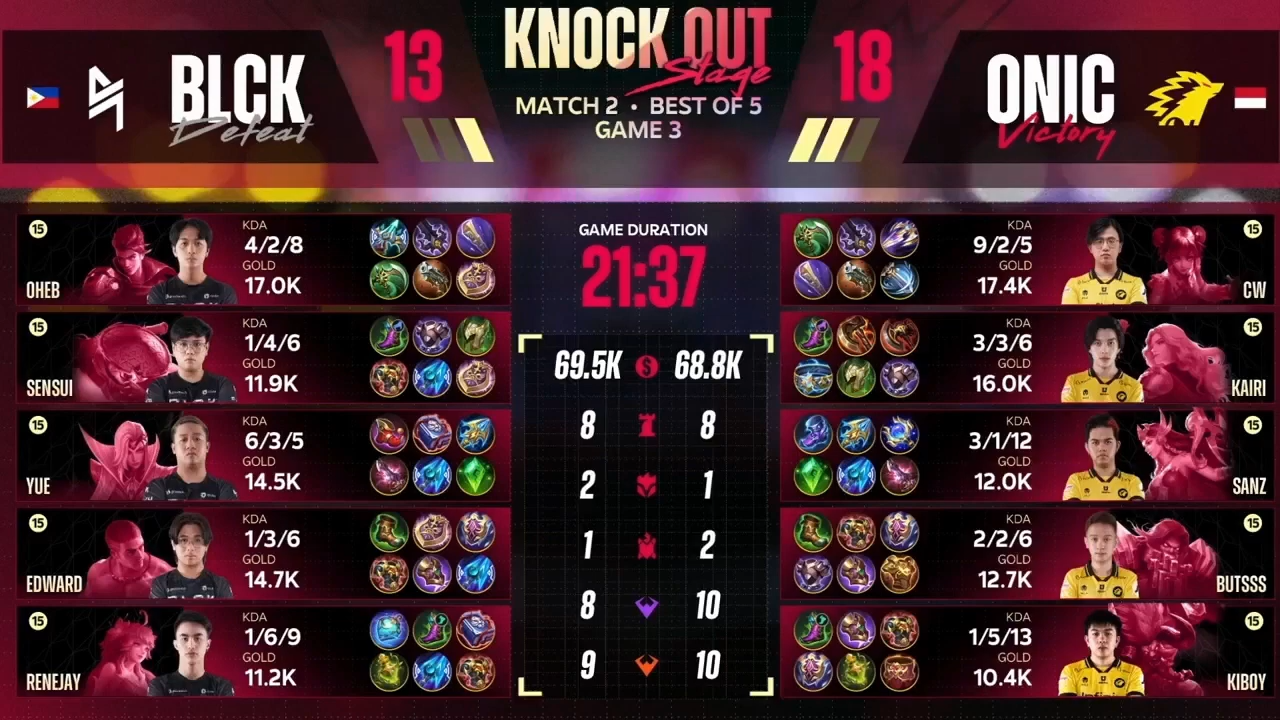 BLCK
Defeat
13
KNOCK OUT
Stage
MATCH 2 • BEST OF 5
GAME 3
18
ONIC
Victory
15
OHEB
KDA
4/2/8
GOLD
17.0K
15
SENSUI
KDA
1/4/6
GOLD
11.9K
15
YUE
KDA
6/3/5
GOLD
14.5K
15
EDWARD
KDA
1/3/6
GOLD
14.7K
15
RENEJAY
KDA
1/6/9
GOLD
11.2K
GAME DURATION
21:37
69.5K $ 68.8K
8 8
2 1
1 2
8 10
9 10
KDA
9/2/5
GOLD
17.4K
15
CW
KDA
3/3/6
GOLD
16.0K
15
KAIRI
KDA
3/1/12
GOLD
12.0K
15
SANZ
KDA
2/2/6
GOLD
12.7K
15
BUTSSS
KDA
1/5/13
GOLD
10.4K
15
KIBOY